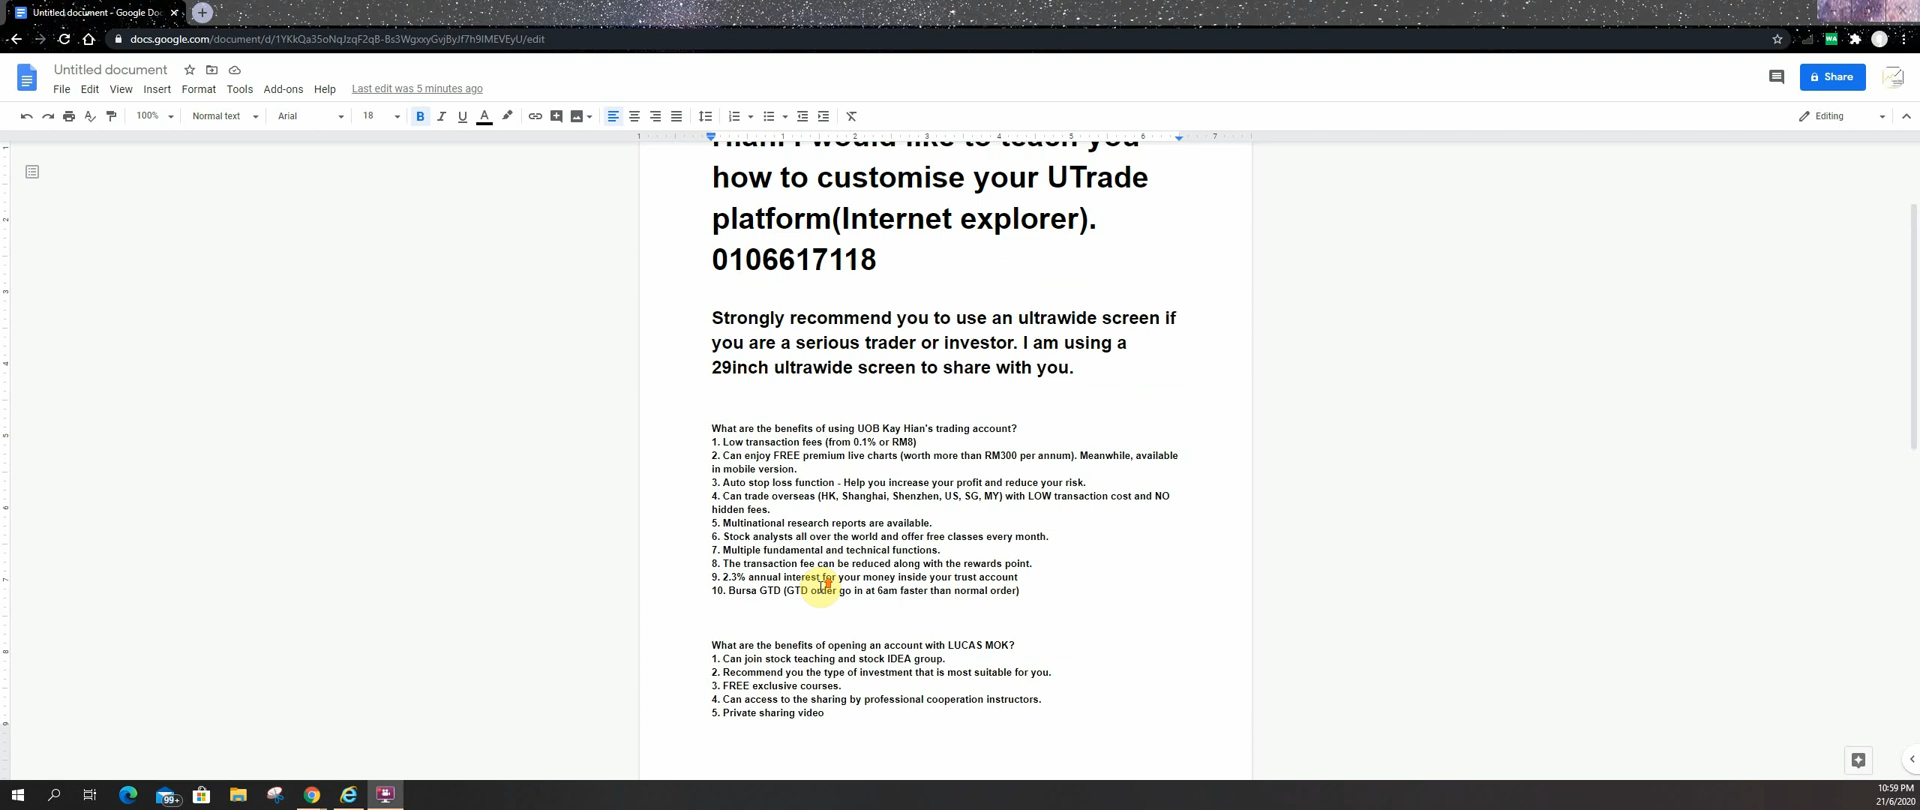 Untitled document - Google Do
docs.google.com/document/d/1YKkQa35oNqJzqF2qB-Bs3WgxxyGvjByJf7h9IMEVEyU/edit
Untitled document
Share
File Edit View Insert Format Tools Add-ons Help Last edit was 5 minutes ago
100% Normal text Arial 18 Editing
how to customise your UTrade
platform(Internet explorer).
0106617118
Strongly recommend you to use an ultrawide screen if
you are a serious trader or investor. I am using a
29inch ultrawide screen to share with you.
What are the benefits of using UOB Kay Hian's trading account?
1. Low transaction fees (from 0.1% or RM8)
2. Can enjoy FREE premium live charts (worth more than RM300 per annum). Meanwhile, available
in mobile version.
3. Auto stop loss function - Help you increase your profit and reduce your risk.
4. Can trade overseas (HK, Shanghai, Shenzhen, US, SG, MY) with LOW transaction cost and NO
hidden fees.
5. Multinational research reports are available.
6. Stock analysts all over the world and offer free classes every month.
7. Multiple fundamental and technical functions.
8. The transaction fee can be reduced along with the rewards point.
9. 2.3% annual interest for your money inside your trust account
10. Bursa GTD (GTD order go in at 6am faster than normal order)
What are the benefits of opening an account with LUCAS MOK?
1. Can join stock teaching and stock IDEA group.
2. Recommend you the type of investment that is most suitable for you.
3. FREE exclusive courses.
4. Can access to the sharing by professional cooperation instructors.
5. Private sharing video
99+
10:59 PM
21/6/2020